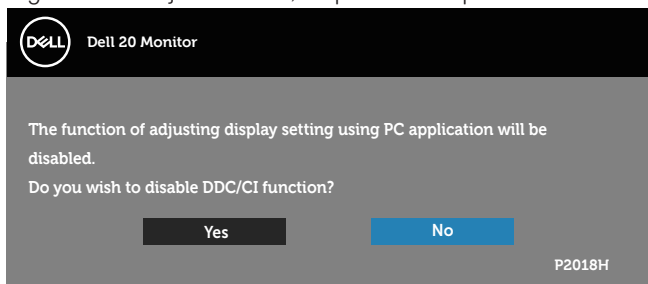 DELL
Dell 20 Monitor
The function of adjusting display setting using PC application will be
disabled.
Do you wish to disable DDC/CI function?
Yes
No
P2018H